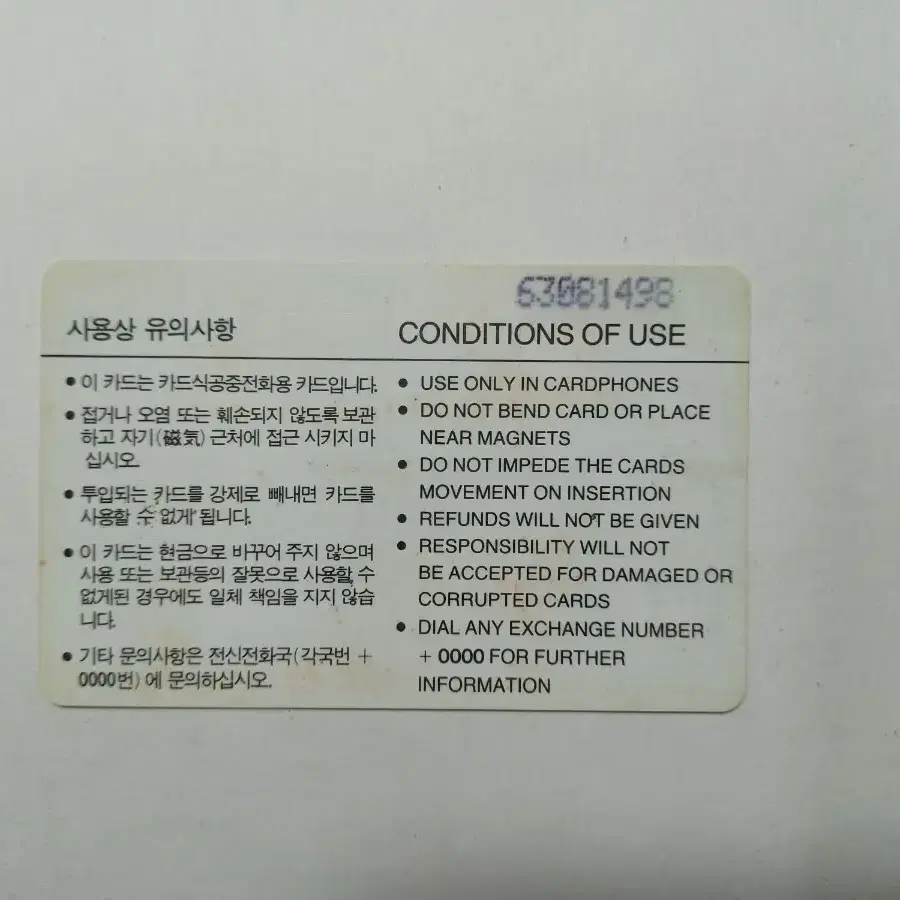 63081498
사용상 유의사항
● 이 카드는 카드식공중전화용 카드입니다.
● 접거나 오염 또는 훼손되지 않도록 보관
하고 자기(磁気) 근처에 접근 시키지 마
십시오.
● 투입되는 카드를 강제로 빼내면 카드를
사용할 수 없게 됩니다.
● 이 카드는 현금으로 바꾸어 주지 않으며
사용 또는 보관등의 잘못으로 사용할 수
없게된 경우에도 일체 책임을 지지 않습
니다.
● 기타 문의사항은 전신전화국(각국번 +
0000번)에 문의하십시오.
CONDITIONS OF USE
● USE ONLY IN CARDPHONES
● DO NOT BEND CARD OR PLACE
NEAR MAGNETS
● DO NOT IMPEDE THE CARDS
MOVEMENT ON INSERTION
● REFUNDS WILL NOT BE GIVEN
● RESPONSIBILITY WILL NOT
BE ACCEPTED FOR DAMAGED OR
CORRUPTED CARDS
● DIAL ANY EXCHANGE NUMBER
+ 0000 FOR FURTHER
INFORMATION